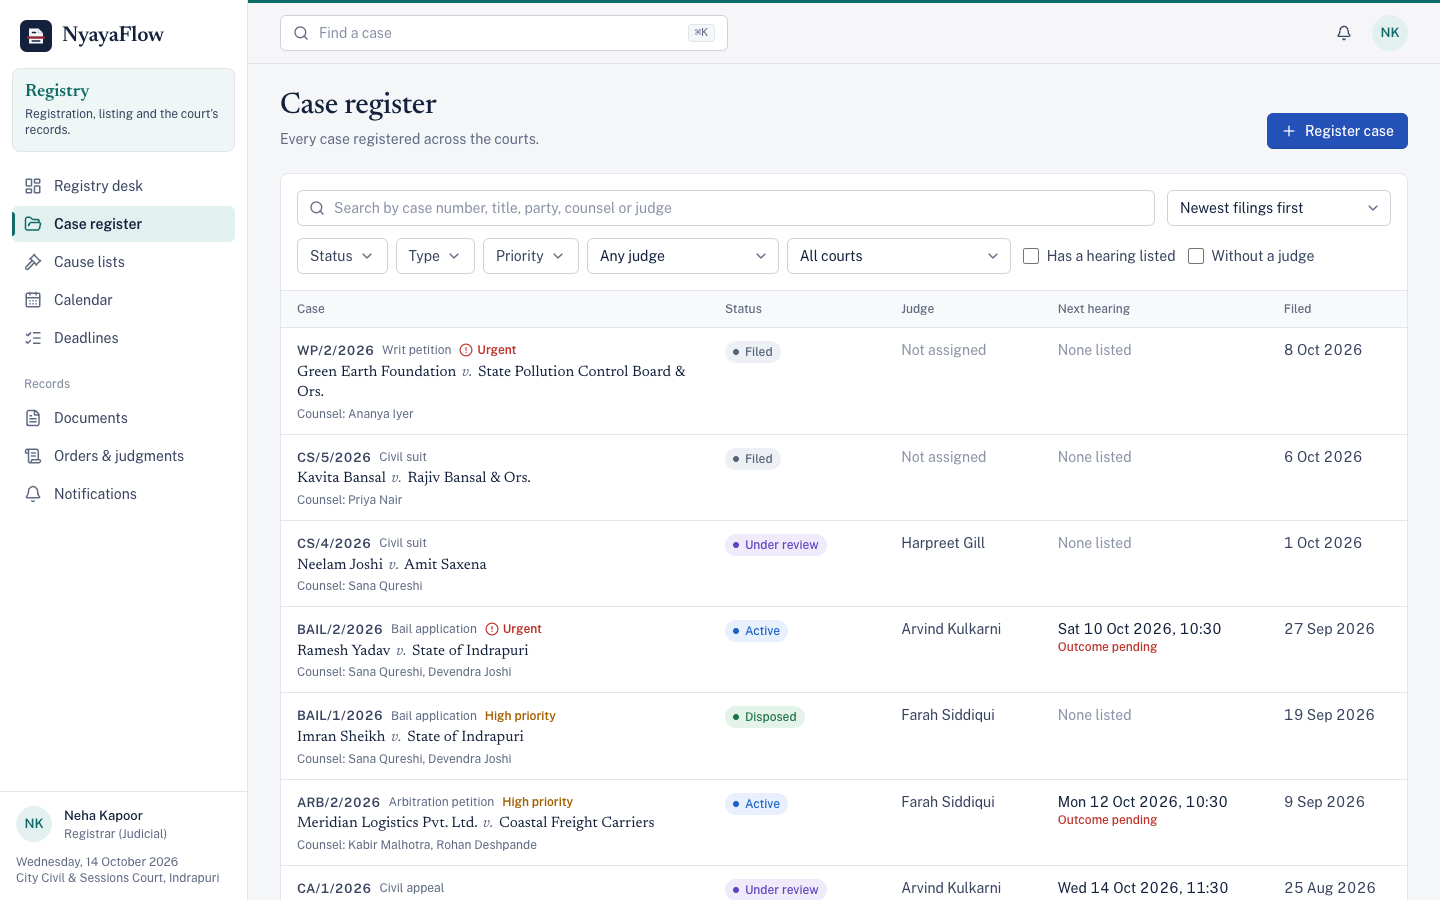 NyayaFlow
Registry
Registration, listing and the court's
records.
Registry desk
Case register
Cause lists
Calendar
Deadlines
Records
Documents
Orders & judgments
Notifications
NK
Neha Kapoor
Registrar (Judicial)
Wednesday, 14 October 2026
City Civil & Sessions Court, Indrapuri
Find a case
⌘K
NK
Case register
Every case registered across the courts.
Register case
Search by case number, title, party, counsel or judge
Newest filings first
Status
Type
Priority
Any judge
All courts
Has a hearing listed
Without a judge
Case Status Judge Next hearing Filed
WP/2/2026 Writ petition Urgent Filed Not assigned None listed 8 Oct 2026
Green Earth Foundation v. State Pollution Control Board &
Ors.
Counsel: Ananya Iyer
CS/5/2026 Civil suit Filed Not assigned None listed 6 Oct 2026
Kavita Bansal v. Rajiv Bansal & Ors.
Counsel: Priya Nair
CS/4/2026 Civil suit Under review Harpreet Gill None listed 1 Oct 2026
Neelam Joshi v. Amit Saxena
Counsel: Sana Qureshi
BAIL/2/2026 Bail application Urgent Active Arvind Kulkarni Sat 10 Oct 2026, 10:30 27 Sep 2026
Outcome pending
Ramesh Yadav v. State of Indrapuri
Counsel: Sana Qureshi, Devendra Joshi
BAIL/1/2026 Bail application High priority Disposed Farah Siddiqui None listed 19 Sep 2026
Imran Sheikh v. State of Indrapuri
Counsel: Sana Qureshi, Devendra Joshi
ARB/2/2026 Arbitration petition High priority Active Farah Siddiqui Mon 12 Oct 2026, 10:30 9 Sep 2026
Outcome pending
Meridian Logistics Pvt. Ltd. v. Coastal Freight Carriers
Counsel: Kabir Malhotra, Rohan Deshpande
CA/1/2026 Civil appeal Under review Arvind Kulkarni Wed 14 Oct 2026, 11:30 25 Aug 2026